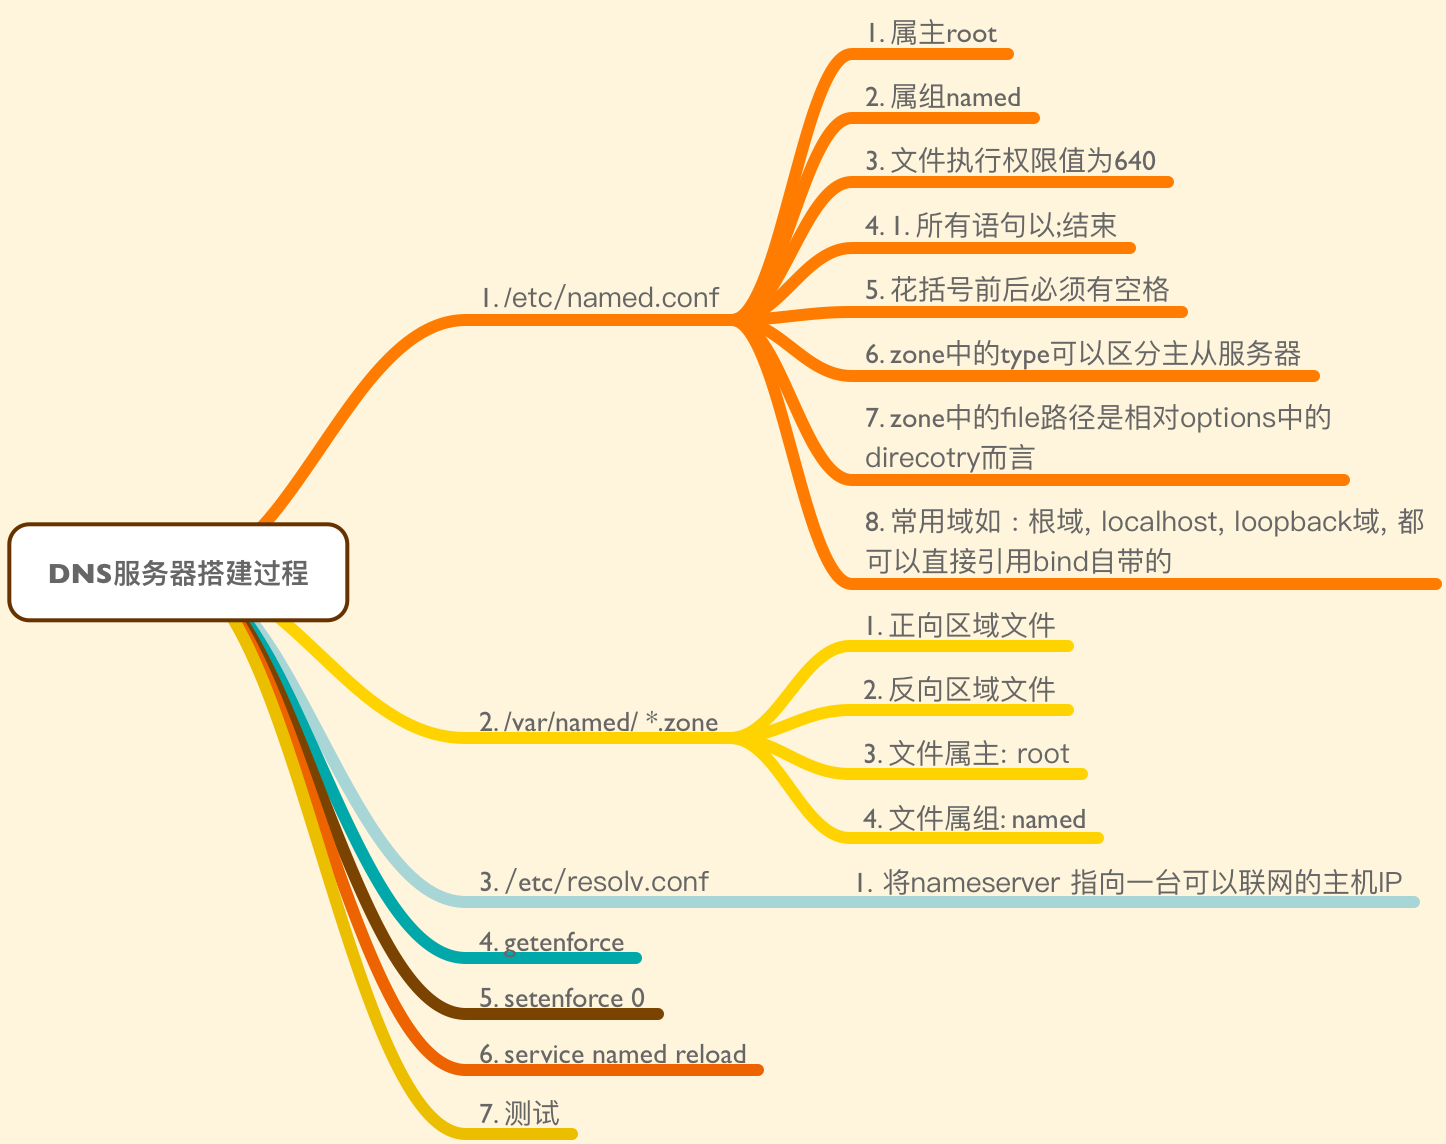 DNS服务器搭建过程
1. /etc/named.conf
1. 属主root
2. 属组named
3. 文件执行权限值为640
4. 1. 所有语句以;结束
5. 花括号前后必须有空格
6. zone中的type可以区分主从服务器
7. zone中的file路径是相对options中的
direcotry而言
8. 常用域如：根域, localhost, loopback域, 都
可以直接引用bind自带的
2. /var/named/ *.zone
1. 正向区域文件
2. 反向区域文件
3. 文件属主: root
4. 文件属组: named
3. /etc/resolv.conf
1. 将nameserver 指向一台可以联网的主机IP
4. getenforce
5. setenforce 0
6. service named reload
7. 测试